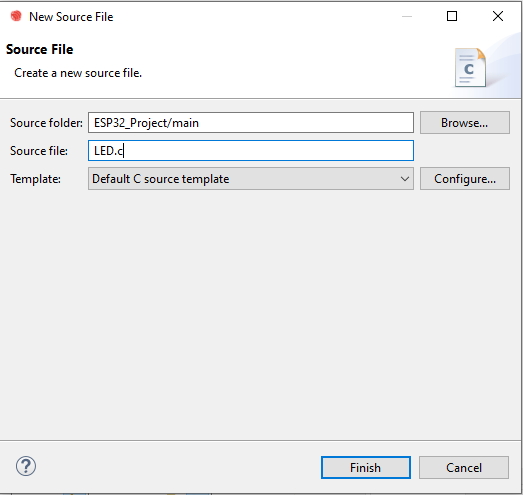 New Source File
Source File
Create a new source file.
C
Source folder: ESP32_Project/main Browse...
Source file: LED.c
Template: Default C source template Configure...
? Finish Cancel